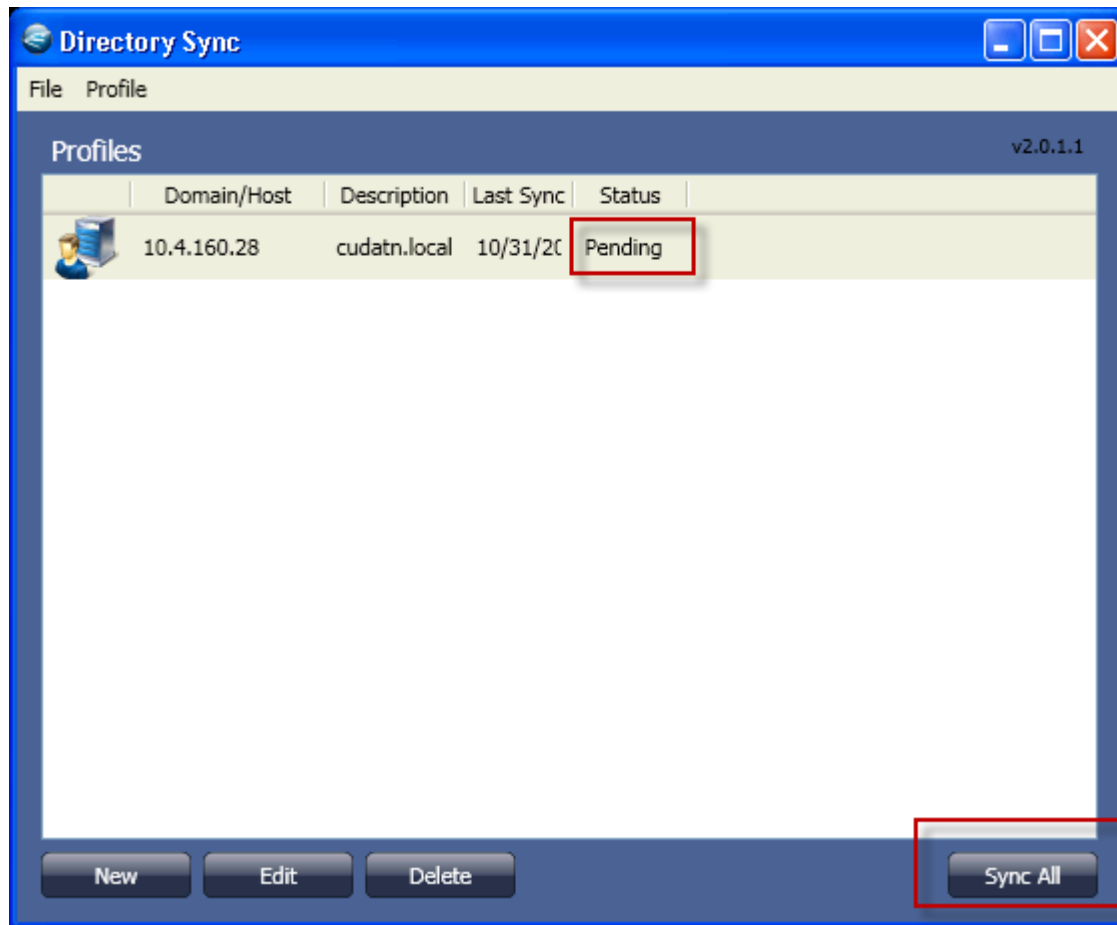 Directory Sync
File Profile
Profiles v2.0.1.1
Domain/Host Description Last Sync Status
10.4.160.28 cudatn.local 10/31/20 Pending
New Edit Delete Sync All